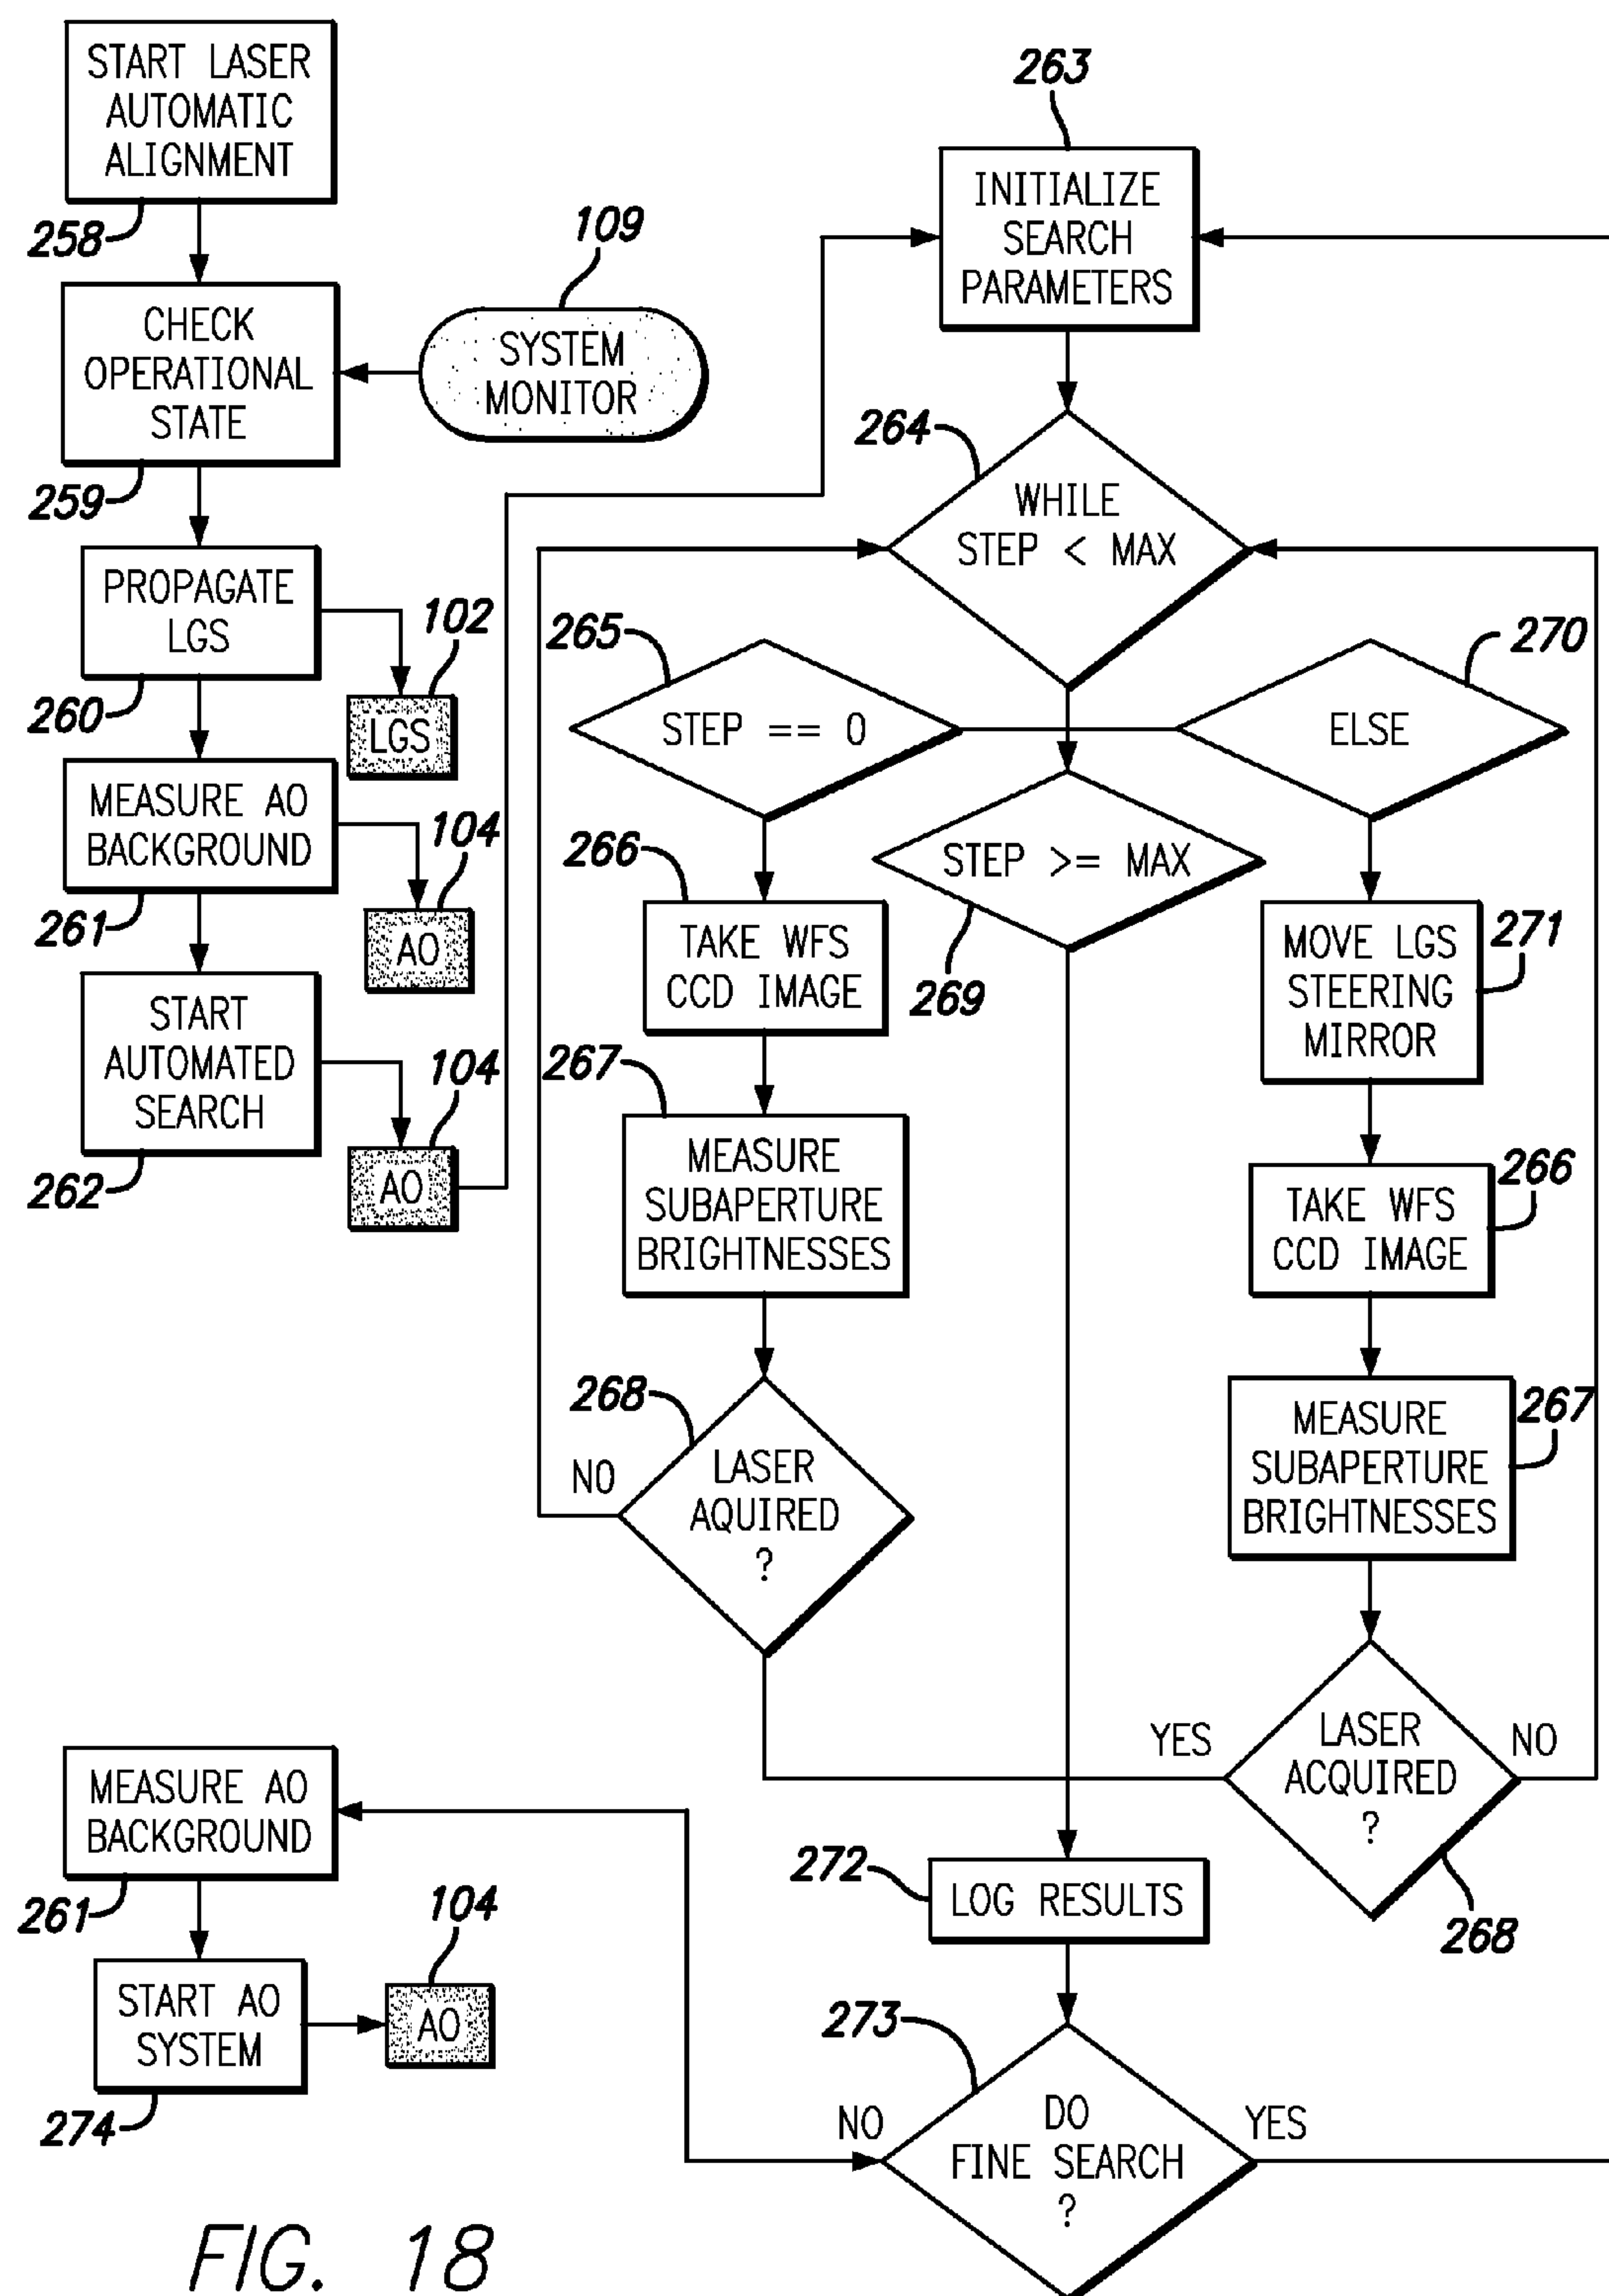 START LASER
AUTOMATIC
ALIGNMENT
258
CHECK
OPERATIONAL
STATE
259
109
SYSTEM
MONITOR
PROPAGATE
LGS
260
102
LGS
MEASURE AO
BACKGROUND
261
104
AO
START
AUTOMATED
SEARCH
262
104
AO
263
INITIALIZE
SEARCH
PARAMETERS
264
WHILE
STEP < MAX
265
STEP == 0
270
ELSE
266
TAKE WFS
CCD IMAGE
STEP >= MAX
269
MOVE LGS
STEERING
MIRROR
271
267
MEASURE
SUBAPERTURE
BRIGHTNESSES
TAKE WFS
CCD IMAGE
266
268
LASER
AQUIRED
?
NO
MEASURE
SUBAPERTURE
BRIGHTNESSES
267
YES
LASER
ACQUIRED
?
NO
268
272
LOG RESULTS
273
DO
FINE SEARCH
?
NO
YES
MEASURE AO
BACKGROUND
261
START AO
SYSTEM
274
104
AO
FIG. 18